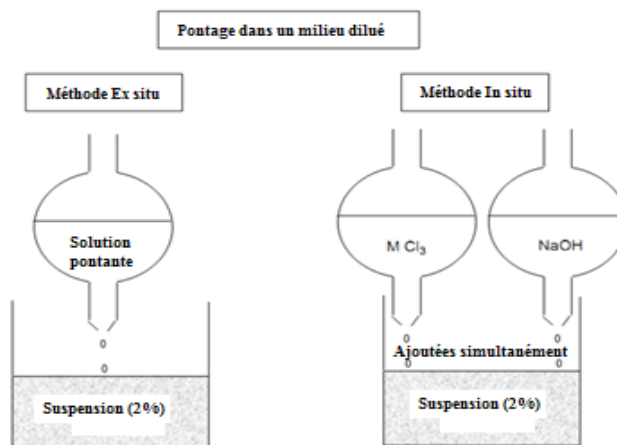 Pontage dans un milieu dilué
Méthode Ex situ
Méthode In situ
Solution
pontante
M Cl₃
NaOH
Ajoutées simultanément
Suspension (2%)
Suspension (2%)